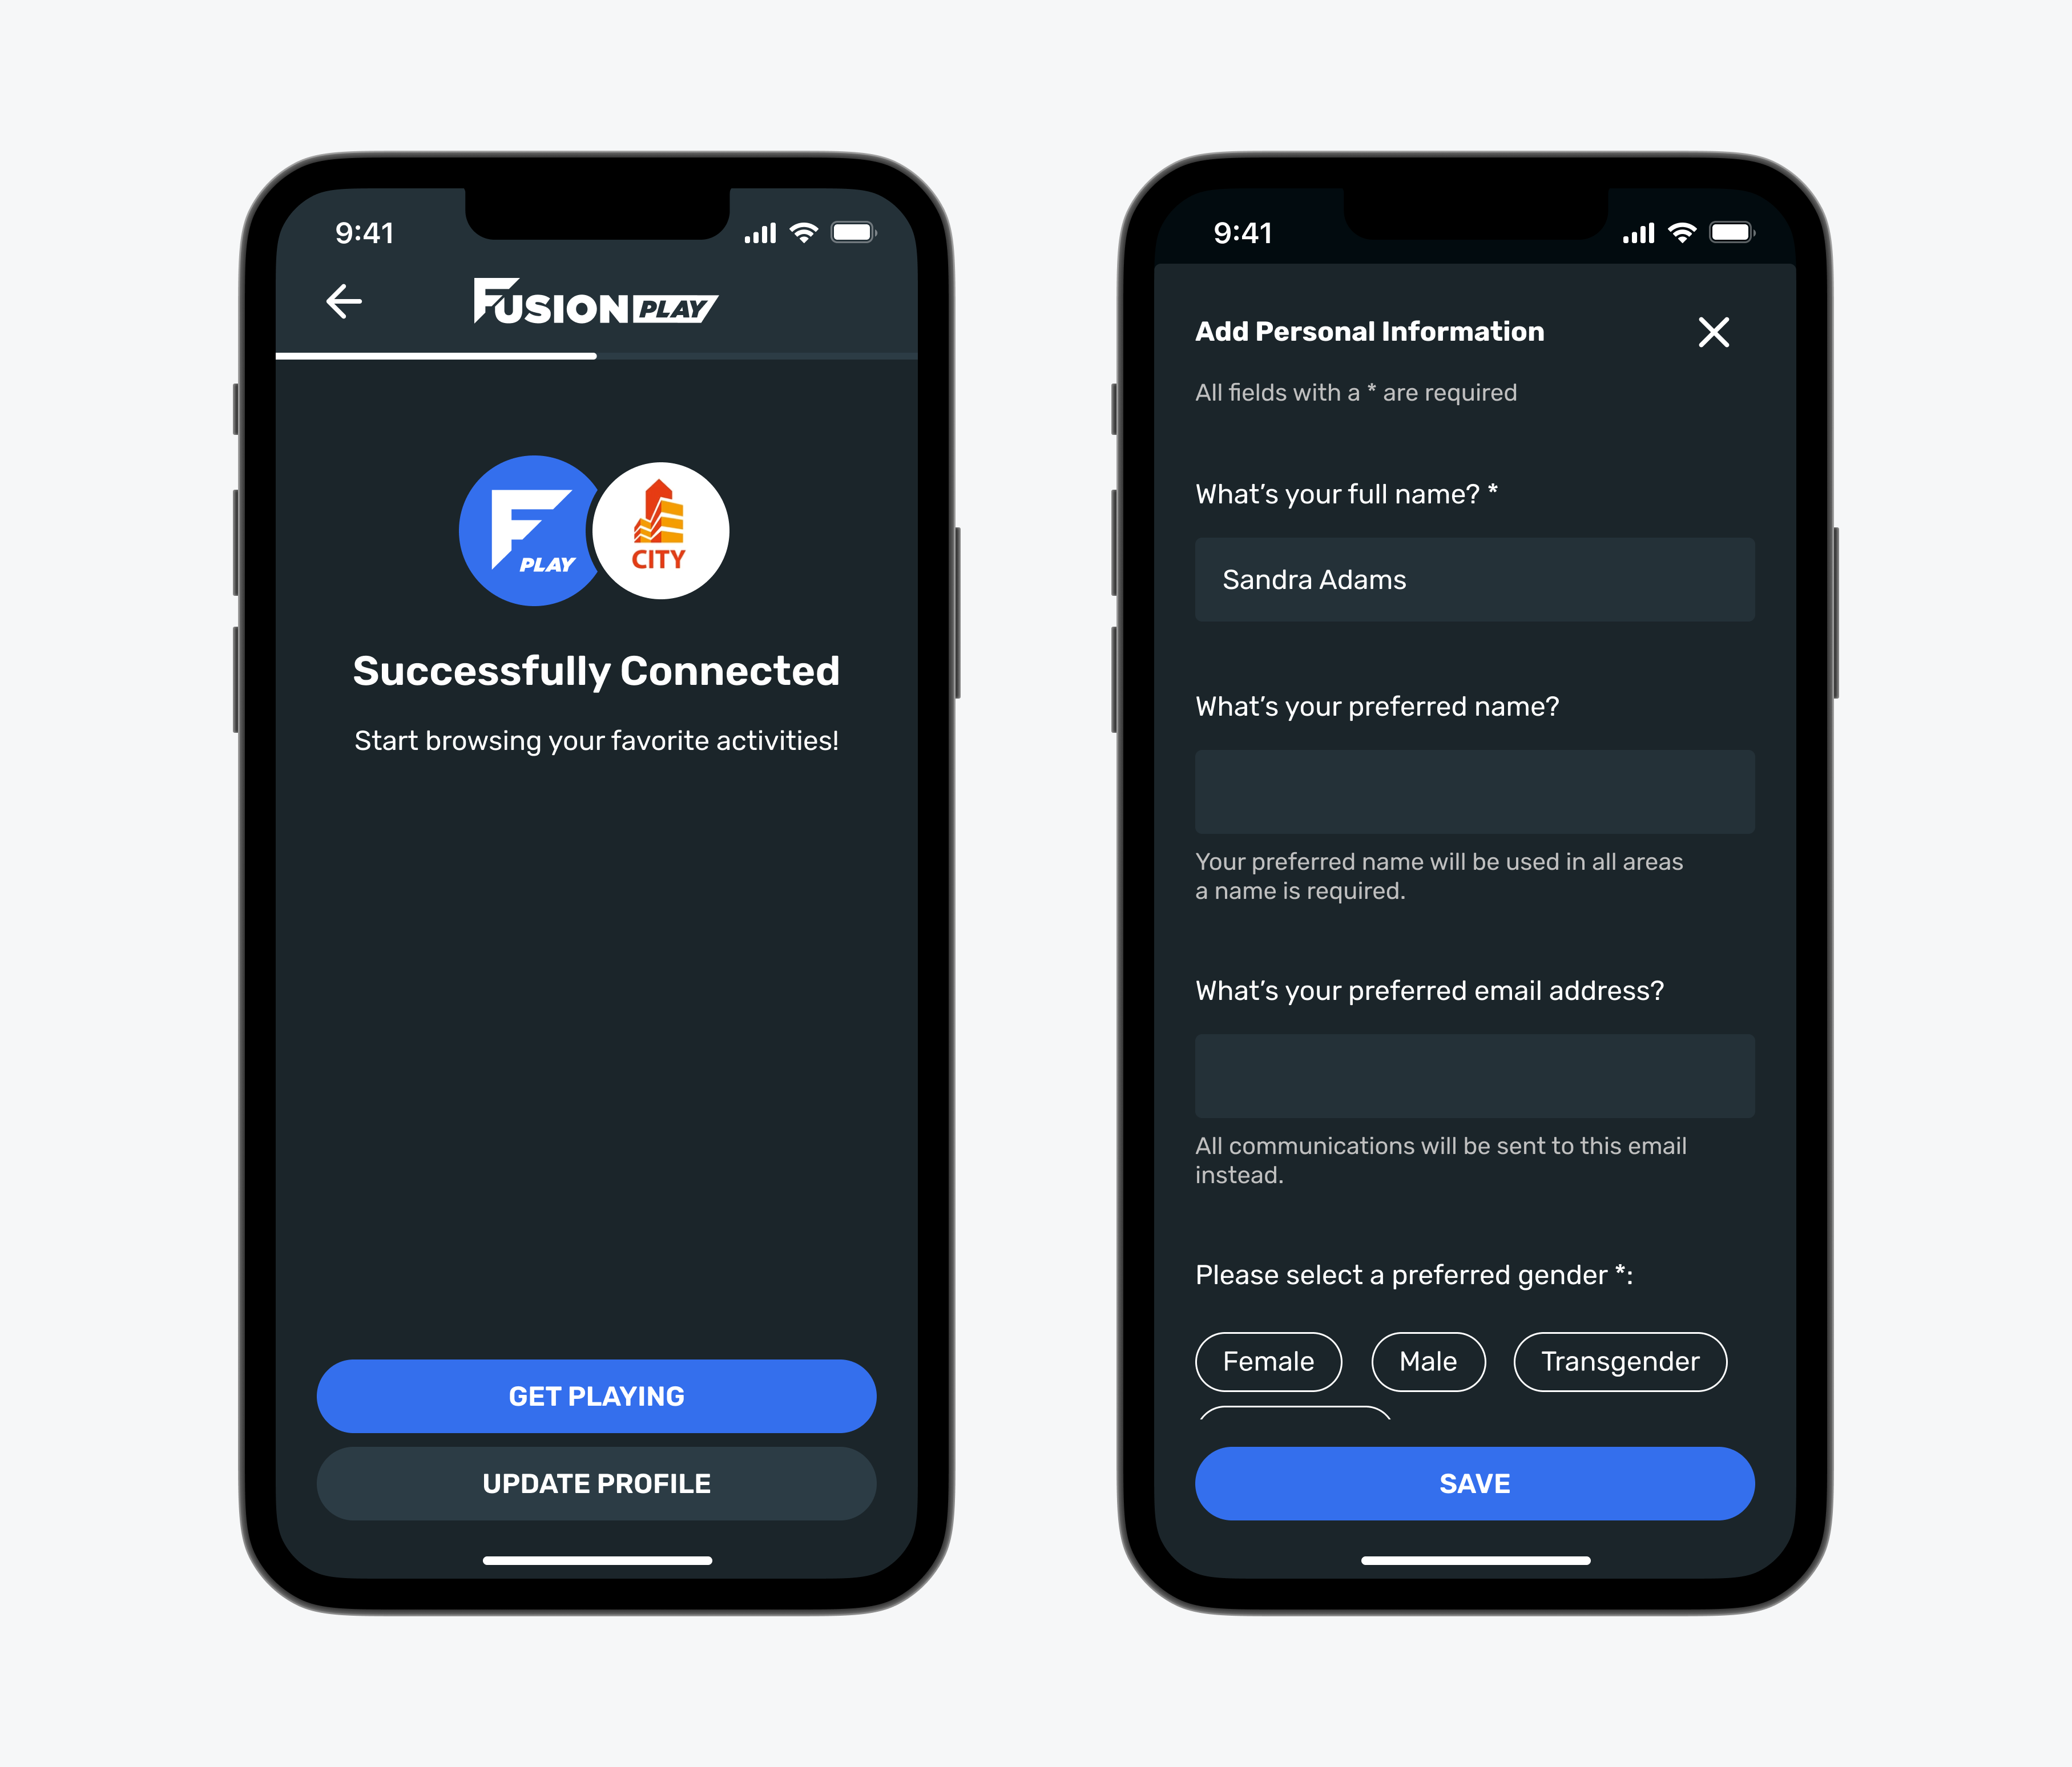 9:41
FUSION PLAY
F PLAY
CITY
Successfully Connected
Start browsing your favorite activities!
GET PLAYING
UPDATE PROFILE
9:41
Add Personal Information
All fields with a * are required
What’s your full name? *
Sandra Adams
What’s your preferred name?
Your preferred name will be used in all areas
a name is required.
What’s your preferred email address?
All communications will be sent to this email
instead.
Please select a preferred gender *:
Female Male Transgender
SAVE